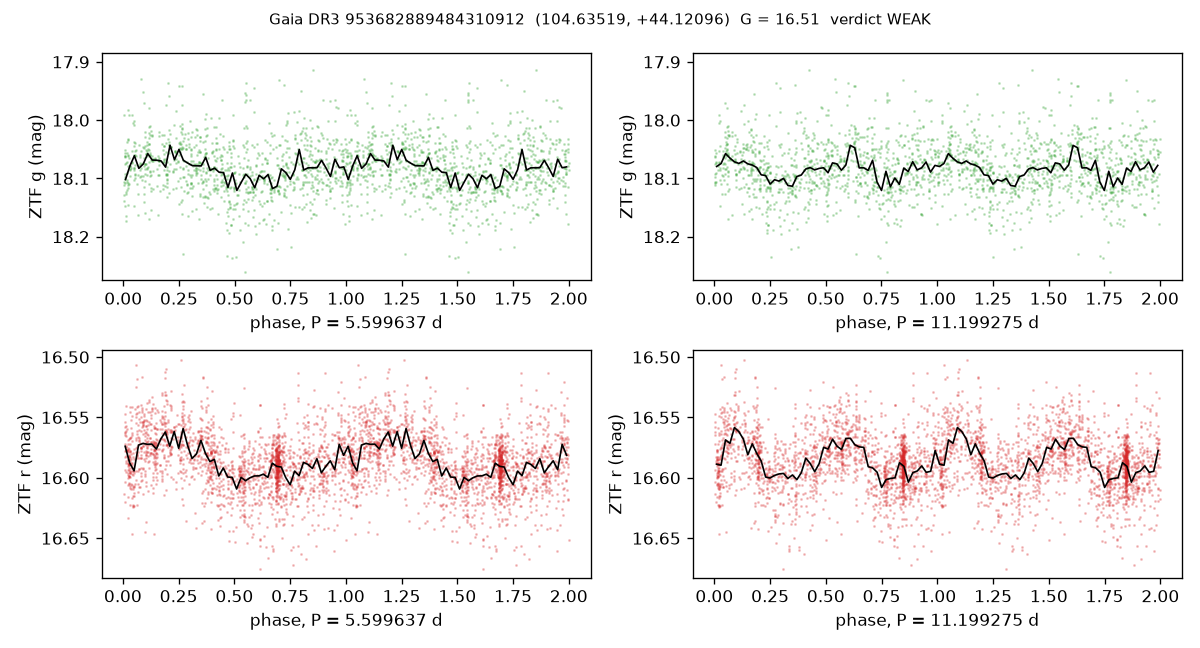 Gaia DR3 953682889484310912 (104.63519, +44.12096) G = 16.51 verdict WEAK
17.9
18.0
18.1
18.2
ZTF g (mag)
0.00 0.25 0.50 0.75 1.00 1.25 1.50 1.75 2.00
phase, P = 5.599637 d
17.9
18.0
18.1
18.2
ZTF g (mag)
0.00 0.25 0.50 0.75 1.00 1.25 1.50 1.75 2.00
phase, P = 11.199275 d
16.50
16.55
16.60
16.65
ZTF r (mag)
0.00 0.25 0.50 0.75 1.00 1.25 1.50 1.75 2.00
phase, P = 5.599637 d
16.50
16.55
16.60
16.65
ZTF r (mag)
0.00 0.25 0.50 0.75 1.00 1.25 1.50 1.75 2.00
phase, P = 11.199275 d